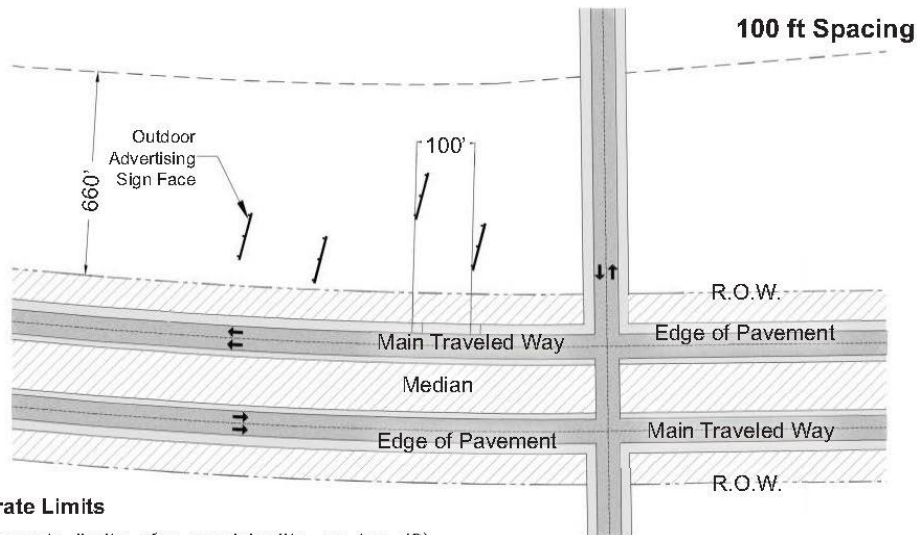 100 ft Spacing
Outdoor
Advertising
Sign Face
100'
660'
R.O.W.
Main Traveled Way
Edge of Pavement
Median
Edge of Pavement
Main Traveled Way
R.O.W.
rate Limits